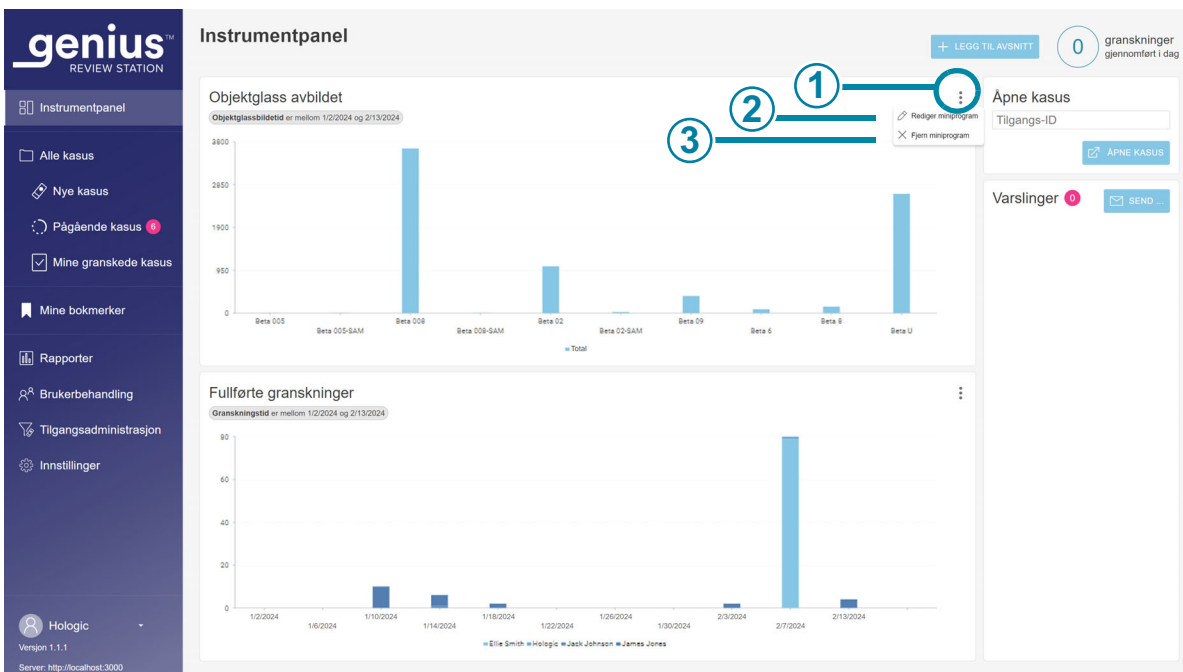 genius™
REVIEW STATION
Instrumentpanel
Alle kasus
Nye kasus
Pågående kasus 6
Mine granskede kasus
Mine bokmerker
Rapporter
Brukerbehandling
Tilgangsadministrasjon
Innstillinger
Hologic
Versjon 1.1.1
Server: http://localhost:3000
Instrumentpanel
+ LEGG TIL AVSNITT
0
granskninger
gjennomført i dag
Objektglass avbildet
Objektglassbildetid er mellom 1/2/2024 og 2/13/2024
1
2
3
Rediger miniprogram
Fjern miniprogram
3800
2850
1900
950
0
Beta 005
Beta 005-SAM
Beta 008
Beta 008-SAM
Beta 02
Beta 02-SAM
Beta 09
Beta 6
Beta 8
Beta U
Total
Fullførte granskninger
Granskningstid er mellom 1/2/2024 og 2/13/2024
80
60
40
20
0
1/2/2024
1/6/2024
1/10/2024
1/14/2024
1/18/2024
1/22/2024
1/26/2024
1/30/2024
2/3/2024
2/7/2024
2/13/2024
Ellie Smith Hologic Jack Johnson James Jones
Åpne kasus
Tilgangs-ID
ÅPNE KASUS
Varslinger 0
SEND ...